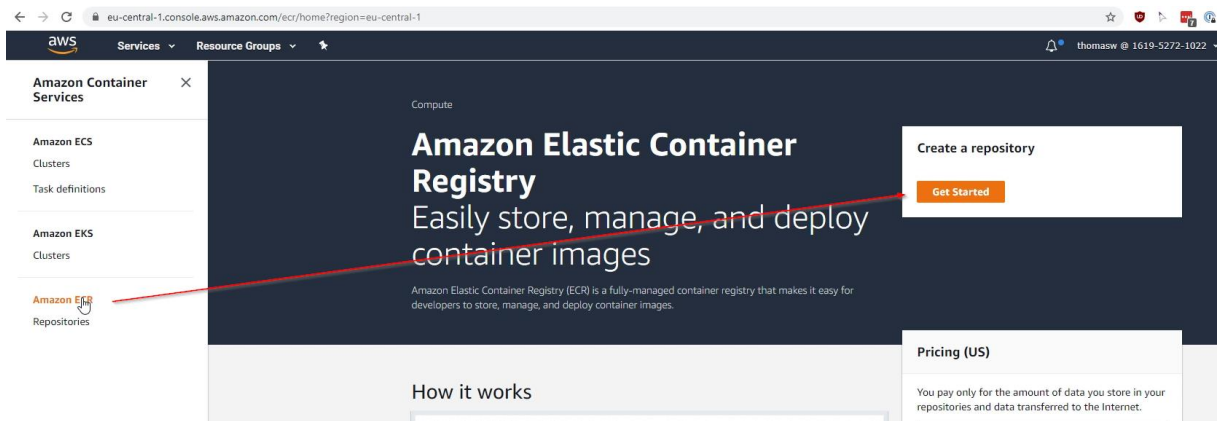 eu-central-1.console.aws.amazon.com/ecr/home?region=eu-central-1
aws
Services
Resource Groups
thomasw @ 1619-5272-1022
Amazon Container
Services
Amazon ECS
Clusters
Task definitions
Amazon EKS
Clusters
Amazon ECR
Repositories
Compute
Amazon Elastic Container
Registry
Easily store, manage, and deploy
container images
Amazon Elastic Container Registry (ECR) is a fully-managed container registry that makes it easy for
developers to store, manage, and deploy container images.
Create a repository
Get Started
How it works
Pricing (US)
You pay only for the amount of data you store in your
repositories and data transferred to the Internet.